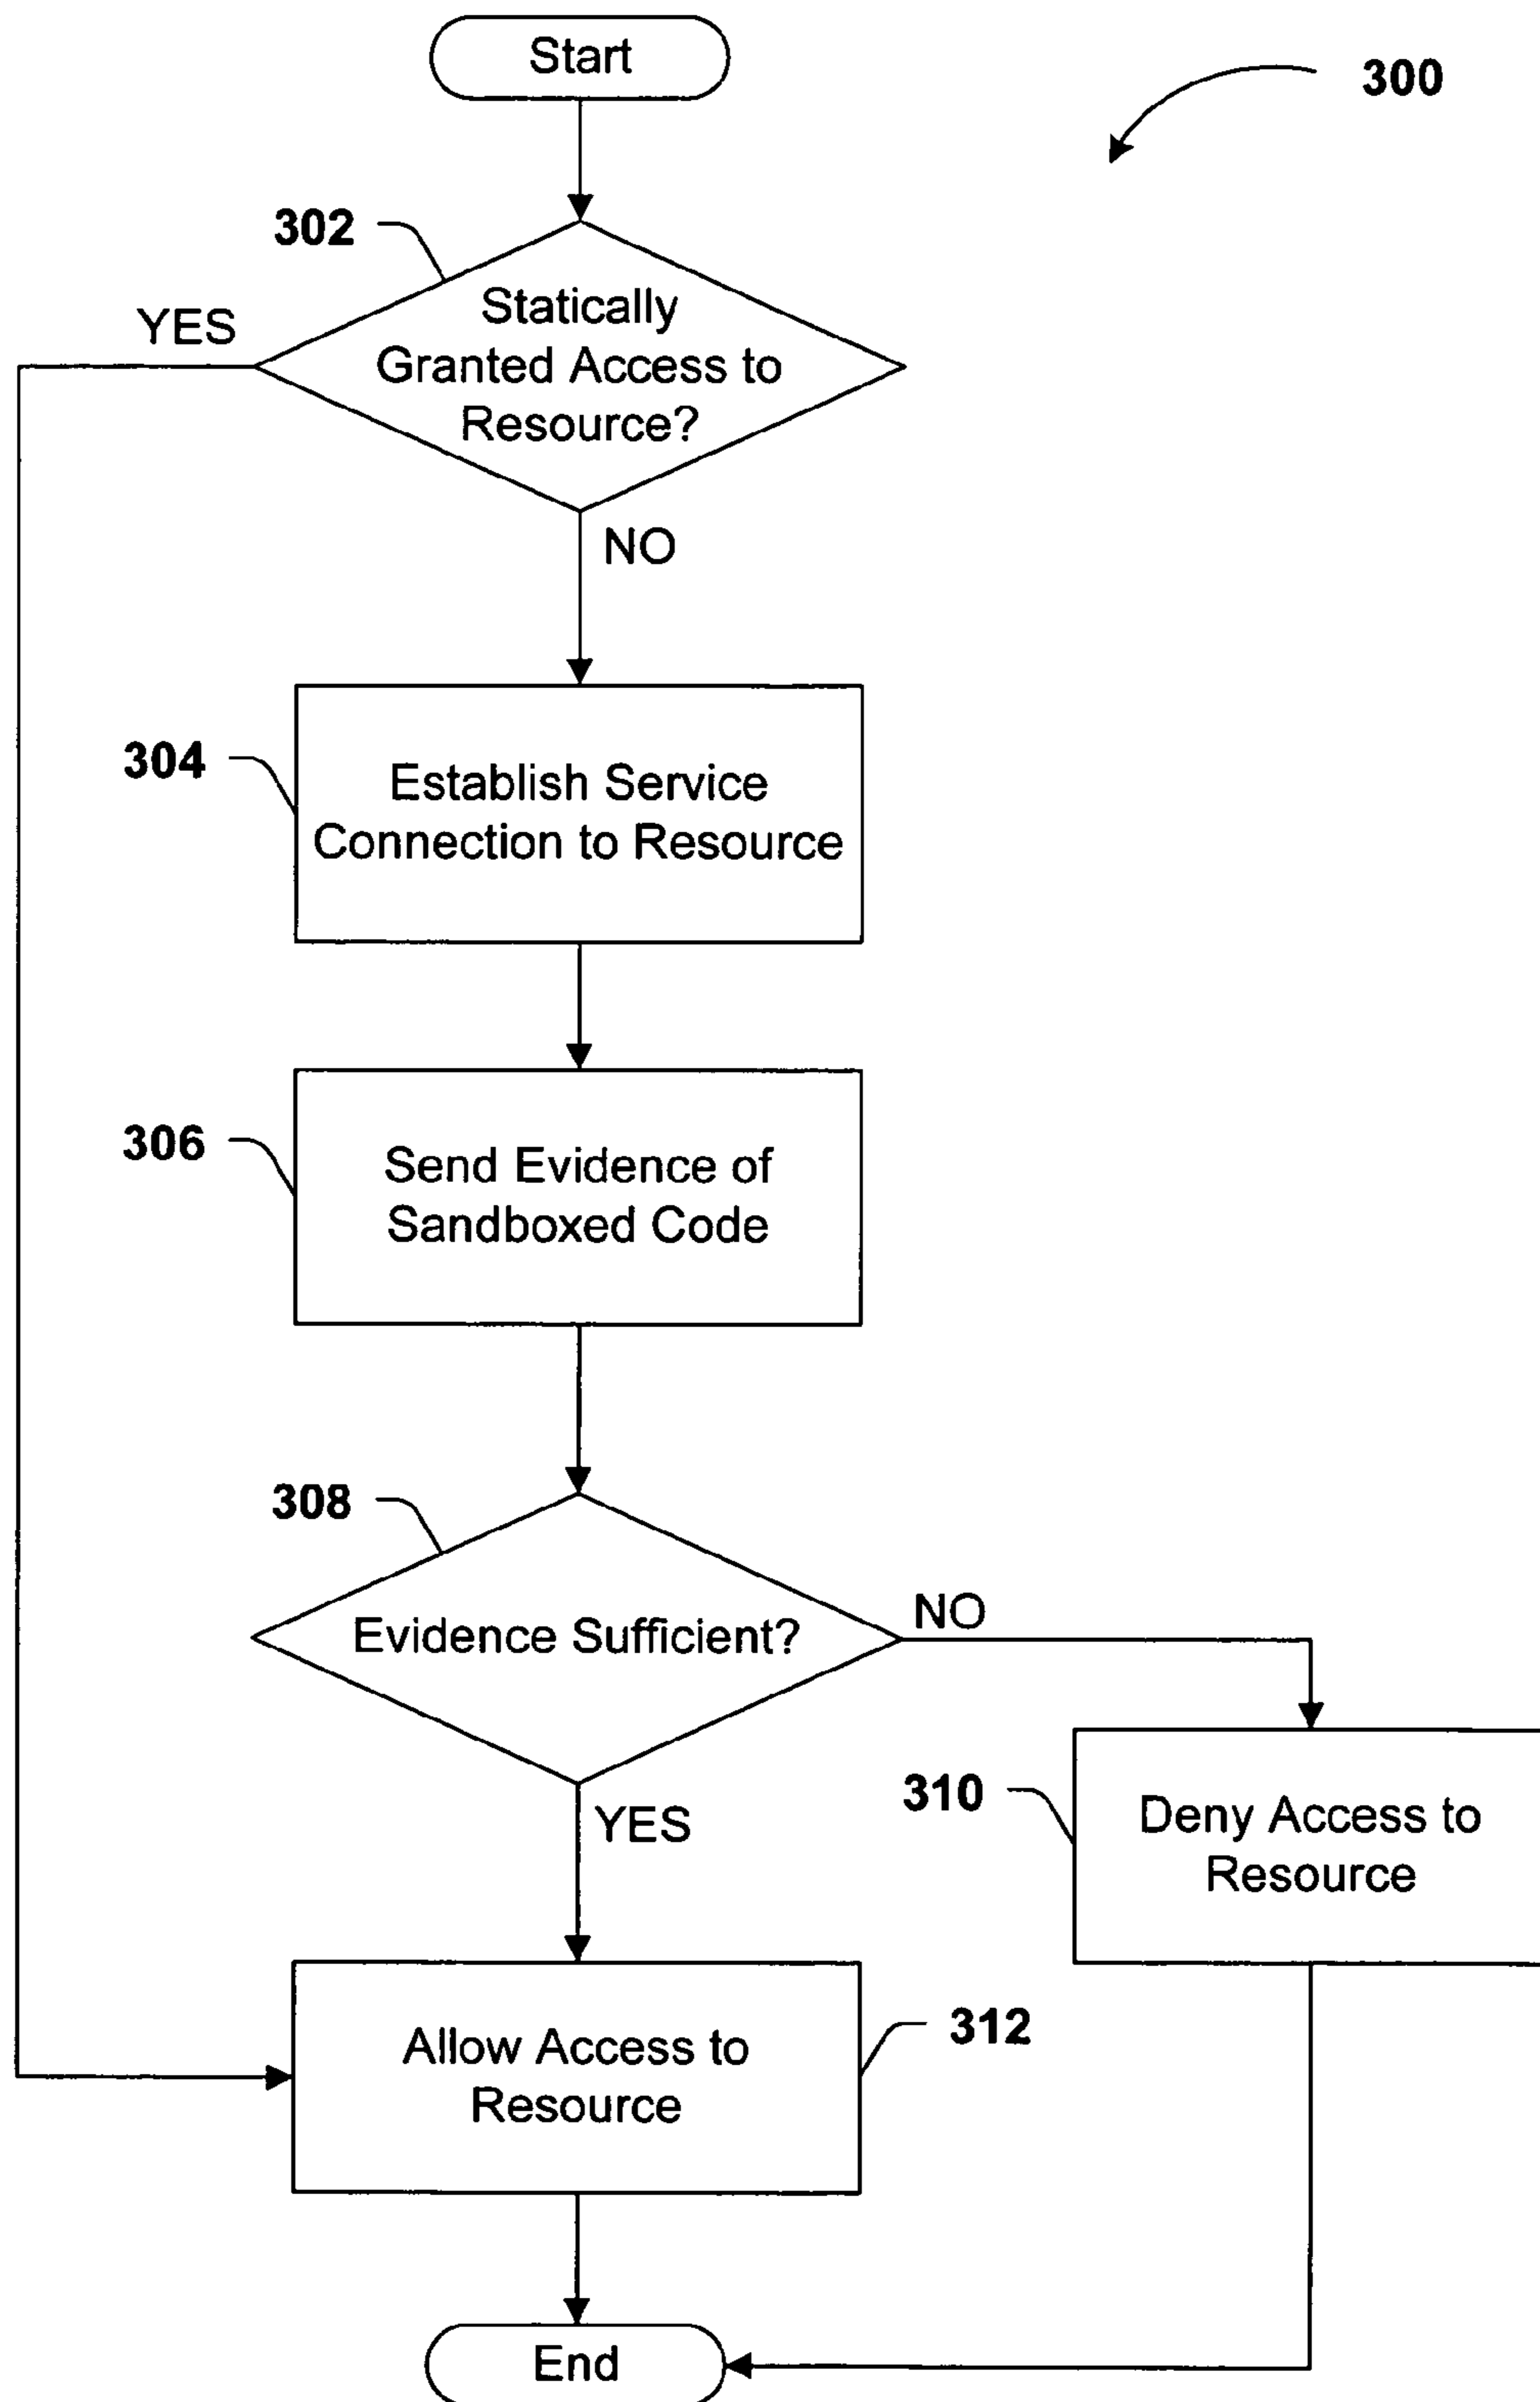 Start
300
302
YES
Statically
Granted Access to
Resource?
NO
304
Establish Service
Connection to Resource
306
Send Evidence of
Sandboxed Code
308
Evidence Sufficient?
NO
YES
310
Deny Access to
Resource
312
Allow Access to
Resource
End